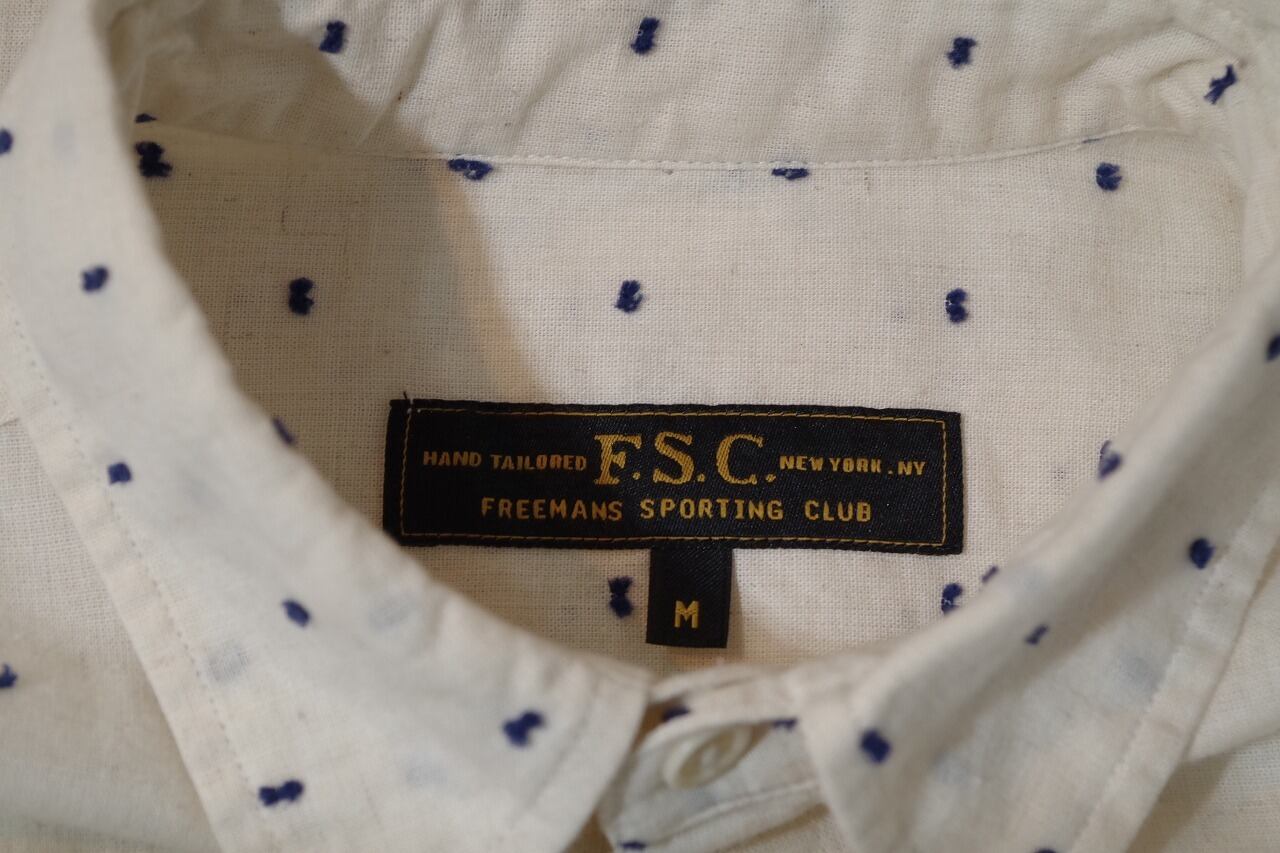 HAND TAILORED F.S.C. NEW YORK.NY
FREEMANS SPORTING CLUB
M